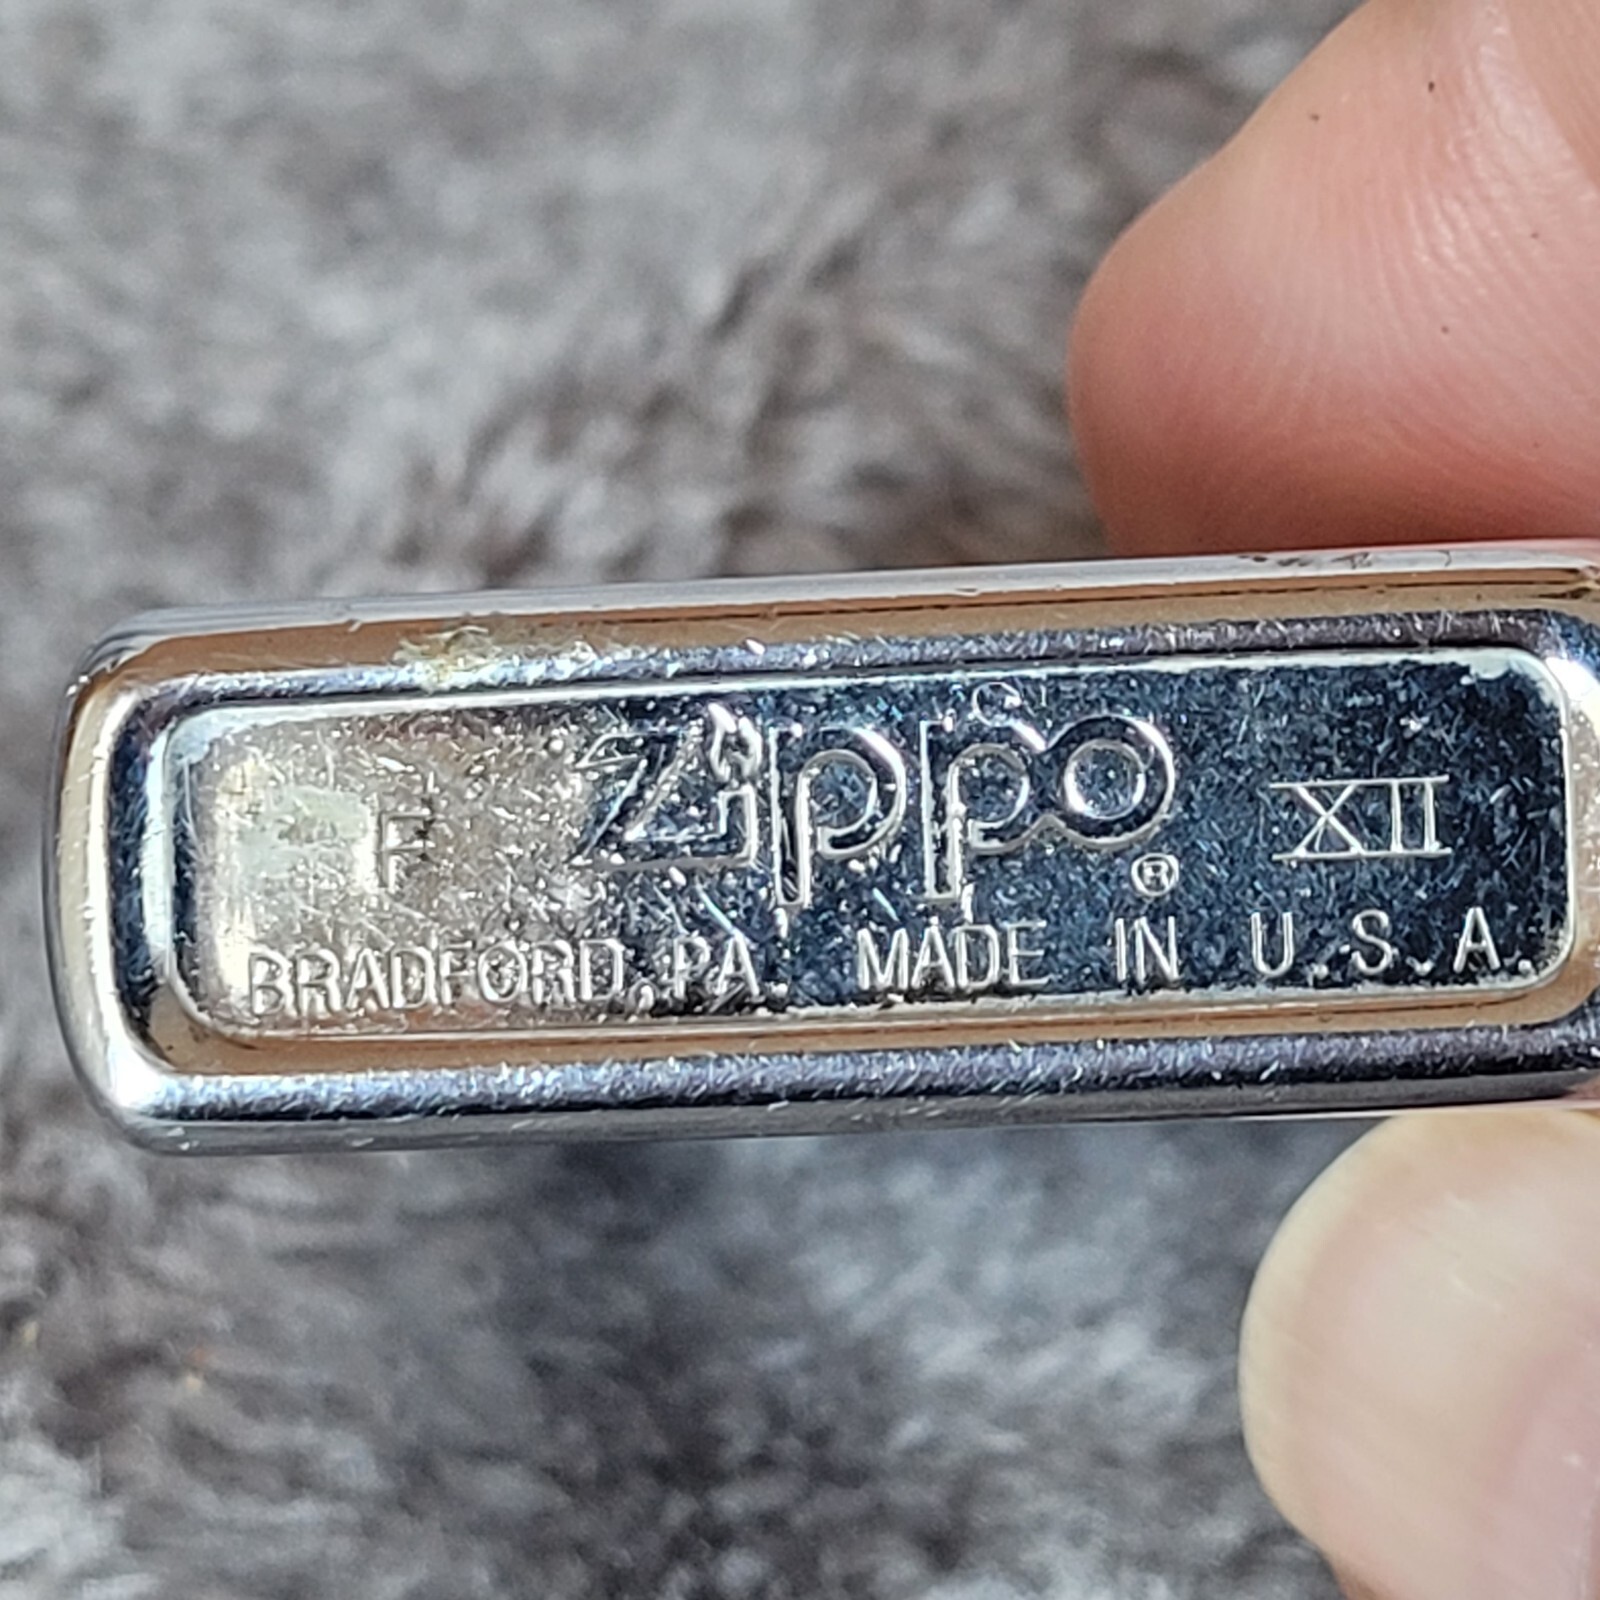 F Zippo ® XII
BRADFORD, PA. MADE IN U.S.A.